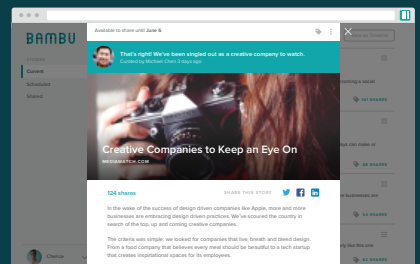 Available to share until June 6
BAMBU
That's right! We've been singled out as a creative company to watch.
Curated by Michael Chen 3 days ago
Current
Scheduled
Shared
Creative Companies to Keep an Eye On
MEDIAWATCH.COM
124 shares
SHARE THIS STORY
In the wake of the success of design driven companies like Apple, more and more
businesses are embracing design driven practices. We've scoured the country in
search of the top, up and coming creative companies.
The criteria was simple: we looked for companies that live, breath and bleed design.
From a food company that believes every meal should be beautiful to a tech startup
that creates inspirational spaces for its employees.